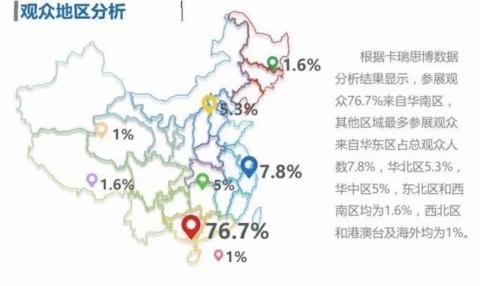 观众地区分析
1.6%
5.3%
1%
7.8%
1.6%
5%
76.7%
1%
根据卡瑞思博数据
分析结果显示，参展观
众76.7%来自华南区，
其他区域最多参展观众
来自华东区占总观众人
数7.8%，华北区5.3%，
华中区5%，东北区和西
南区均为1.6%，西北区
和港澳台及海外均为1%。